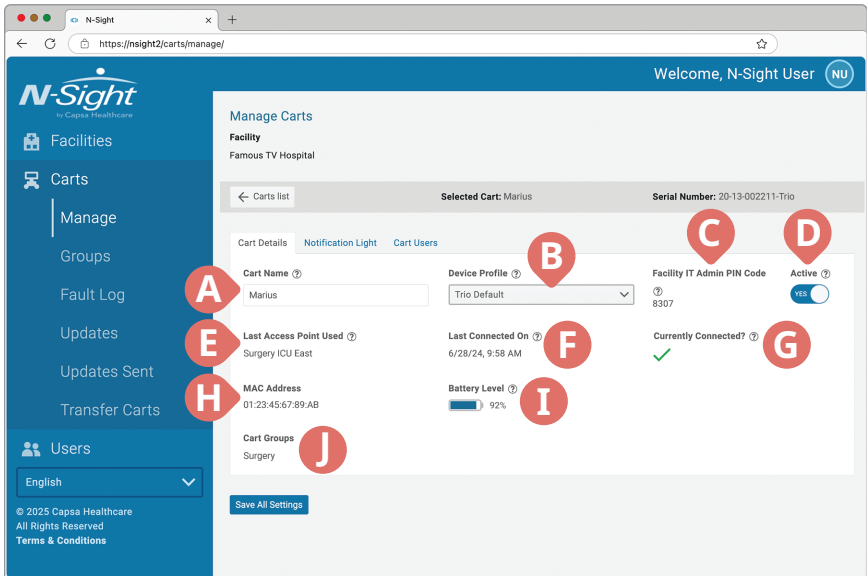 N-Sight
https://nsight2/carts/manage/
Welcome, N-Sight User NU
N-Sight
by Capsa Healthcare
Facilities
Carts
Manage
Groups
Fault Log
Updates
Updates Sent
Transfer Carts
Users
English
© 2025 Capsa Healthcare
All Rights Reserved
Terms & Conditions
Manage Carts
Facility
Famous TV Hospital
Carts list Selected Cart: Marius Serial Number: 20-13-002211-Trio
Cart Details Notification Light Cart Users
C D
B
Cart Name ? Device Profile ? Facility IT Admin PIN Code ? Active ?
A Marius Trio Default 8307 YES
E Last Access Point Used ? Last Connected On ? F Currently Connected? ? G
Surgery ICU East 6/28/24, 9:58 AM
H MAC Address Battery Level ? I
01:23:45:67:89:AB 92%
Cart Groups J
Surgery
Save All Settings